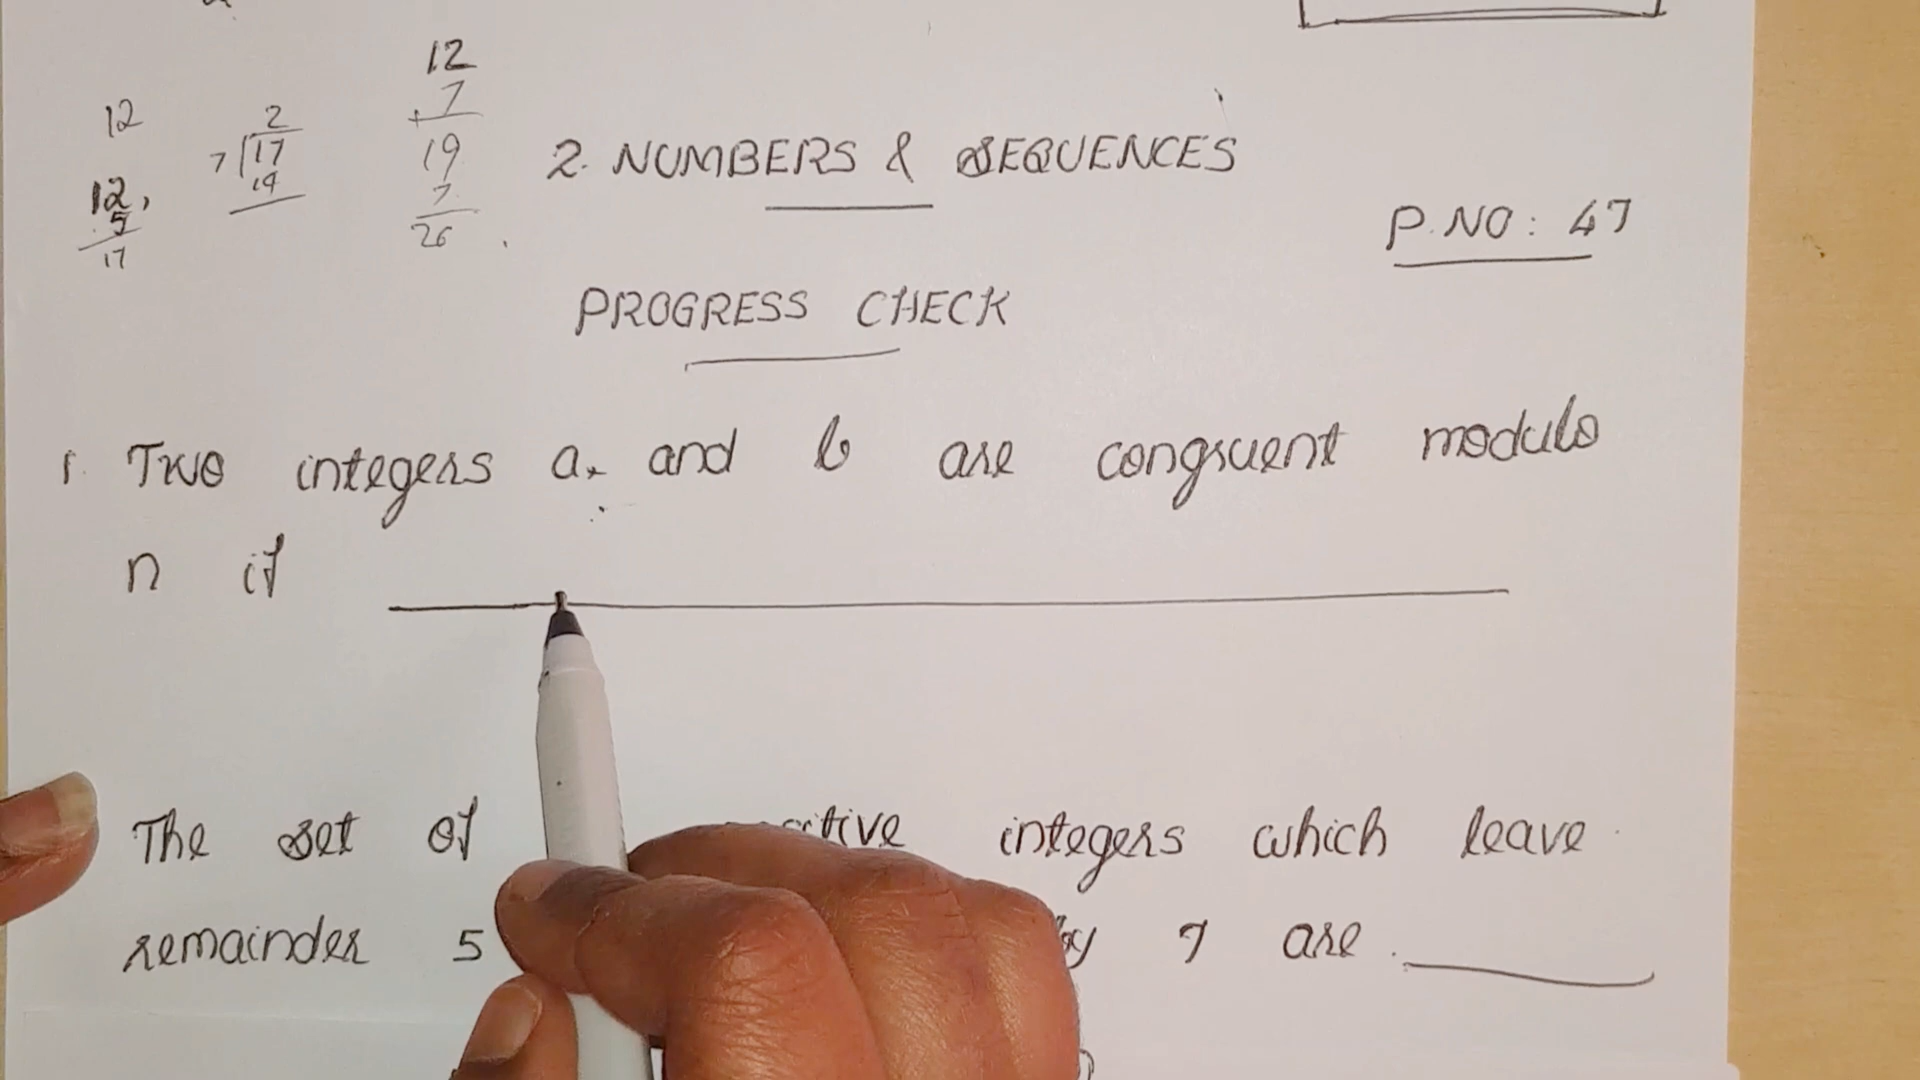 12
7
+
19
7
26
12
12,
5
17
2
7 17
14
2. NUMBERS & SEQUENCES
P.NO: 47
PROGRESS CHECK
1. Two integers a and b are congruent modulo
n if
The set of integers which leave
remainder 5 by 7 are